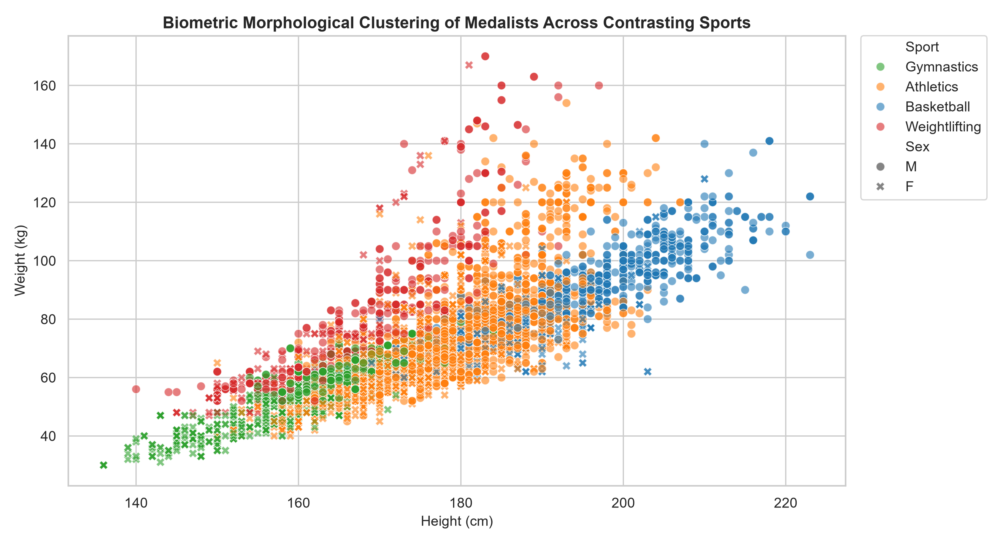 Biometric Morphological Clustering of Medalists Across Contrasting Sports
Sport
Gymnastics
Athletics
Basketball
Weightlifting
Sex
M
F
160
140
120
100
80
60
40
Weight (kg)
140 160 180 200 220
Height (cm)